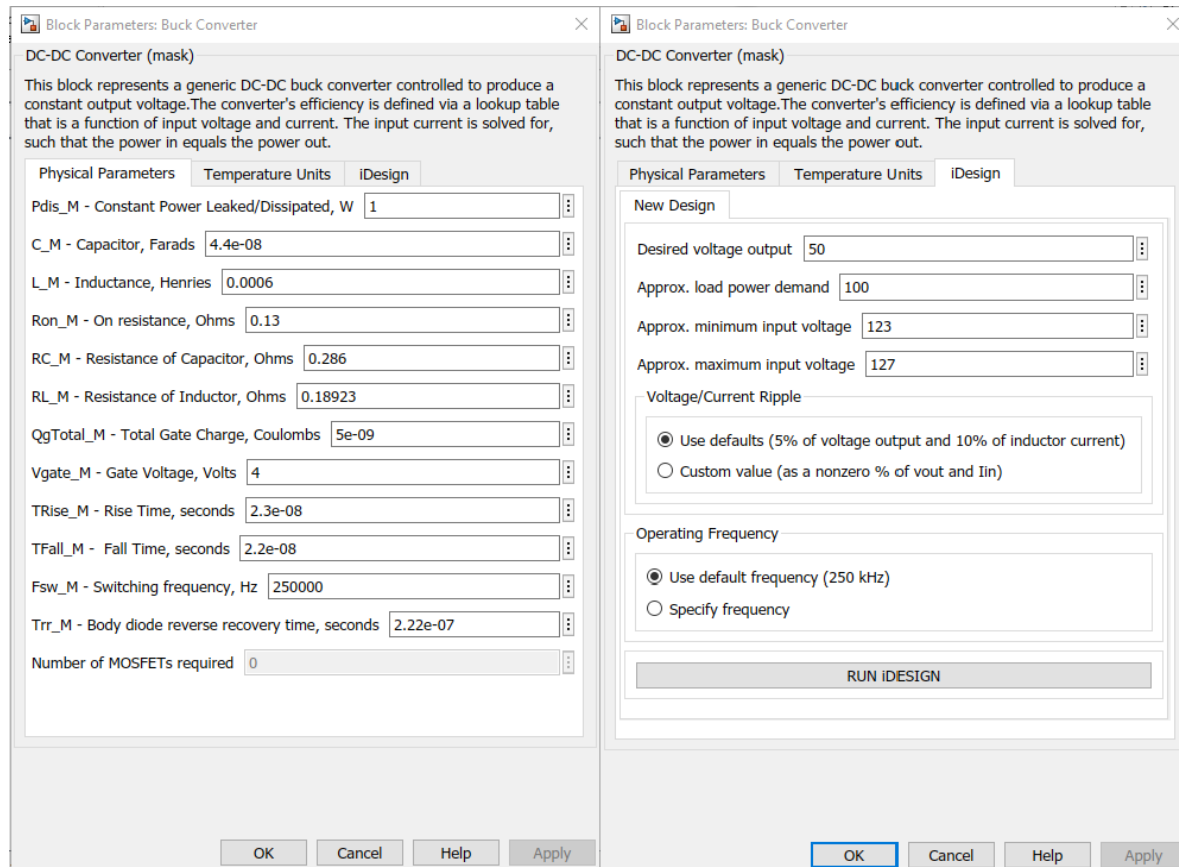 Block Parameters: Buck Converter
DC-DC Converter (mask)
This block represents a generic DC-DC buck converter controlled to produce a
constant output voltage.The converter's efficiency is defined via a lookup table
that is a function of input voltage and current. The input current is solved for,
such that the power in equals the power out.
Physical Parameters Temperature Units iDesign
Pdis_M - Constant Power Leaked/Dissipated, W 1
C_M - Capacitor, Farads 4.4e-08
L_M - Inductance, Henries 0.0006
Ron_M - On resistance, Ohms 0.13
RC_M - Resistance of Capacitor, Ohms 0.286
RL_M - Resistance of Inductor, Ohms 0.18923
QgTotal_M - Total Gate Charge, Coulombs 5e-09
Vgate_M - Gate Voltage, Volts 4
TRise_M - Rise Time, seconds 2.3e-08
TFall_M - Fall Time, seconds 2.2e-08
Fsw_M - Switching frequency, Hz 250000
Trr_M - Body diode reverse recovery time, seconds 2.22e-07
Number of MOSFETs required 0
OK Cancel Help Apply
Block Parameters: Buck Converter
DC-DC Converter (mask)
This block represents a generic DC-DC buck converter controlled to produce a
constant output voltage.The converter's efficiency is defined via a lookup table
that is a function of input voltage and current. The input current is solved for,
such that the power in equals the power out.
Physical Parameters Temperature Units iDesign
New Design
Desired voltage output 50
Approx. load power demand 100
Approx. minimum input voltage 123
Approx. maximum input voltage 127
Voltage/Current Ripple
Use defaults (5% of voltage output and 10% of inductor current)
Custom value (as a nonzero % of vout and Iin)
Operating Frequency
Use default frequency (250 kHz)
Specify frequency
RUN iDESIGN
OK Cancel Help Apply